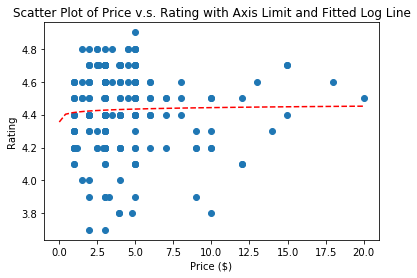 Scatter Plot of Price v.s. Rating with Axis Limit and Fitted Log Line
4.8
4.6
4.4
4.2
4.0
3.8
Rating
0.0 2.5 5.0 7.5 10.0 12.5 15.0 17.5 20.0
Price ($)